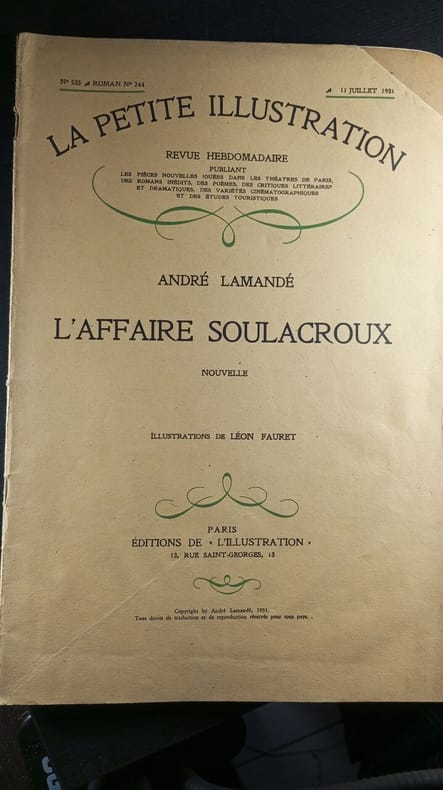 Nº 535 ROMAN Nº 244
11 JUILLET 1931
LA PETITE ILLUSTRATION
REVUE HEBDOMADAIRE
PUBLIANT
LES PIÈCES NOUVELLES JOUÉES DANS LES THÉATRES DE PARIS,
DES ROMANS INÉDITS, DES POÈMES, DES CRITIQUES LITTÉRAIRES
ET DRAMATIQUES, DES VARIÉTÉS CINÉMATOGRAPHIQUES
ET DES ÉTUDES TOURISTIQUES
ANDRÉ LAMANDÉ
L'AFFAIRE SOULACROUX
NOUVELLE
ILLUSTRATIONS DE LÉON FAURET
PARIS
ÉDITIONS DE « L'ILLUSTRATION »
13, RUE SAINT-GEORGES, 13
Copyright by André Lamandé, 1931.
Tous droits de traduction et de reproduction réservés pour tous pays.